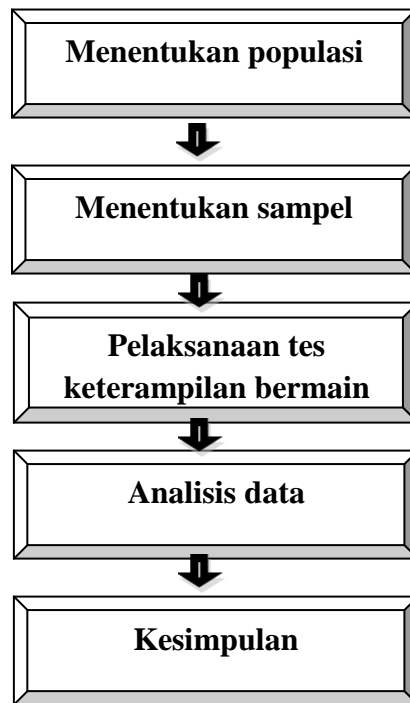 Menentukan populasi
Menentukan sampel
Pelaksanaan tes
keterampilan bermain
Analisis data
Kesimpulan